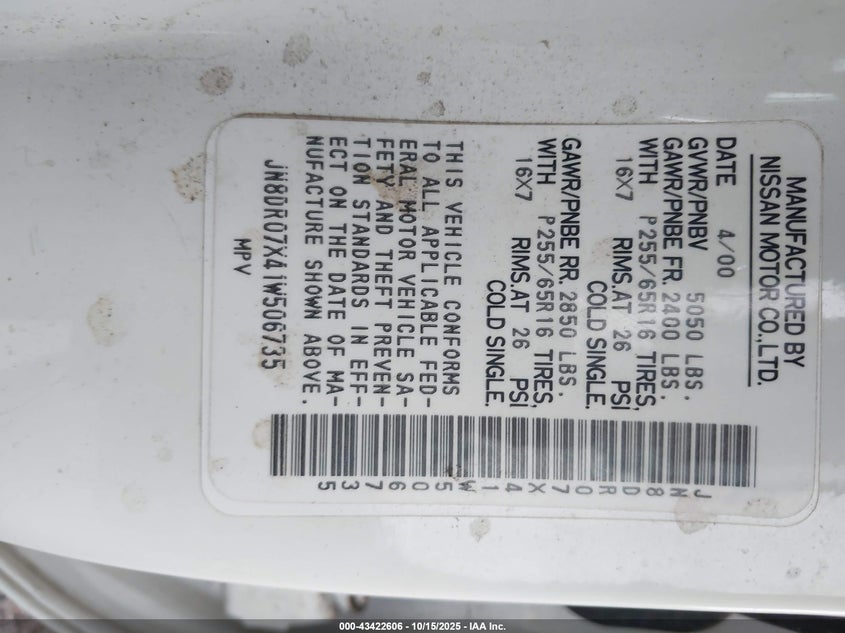 MANUFACTURED BY
NISSAN MOTOR CO.,LTD.
DATE 4/00
GVWR/PNBV 5050 LBS.
GAWR/PNBE FR. 2400 LBS.
WITH P255/65R16 TIRES,
16X7 RIMS.AT 26 PSI
COLD SINGLE.
GAWR/PNBE RR. 2850 LBS.
WITH P255/65R16 TIRES,
16X7 RIMS.AT 26 PSI
COLD SINGLE.
THIS VEHICLE CONFORMS
TO ALL APPLICABLE FED-
ERAL MOTOR VEHICLE SA-
FETY AND THEFT PREVEN-
TION STANDARDS IN EFF-
ECT ON THE DATE OF MA-
NUFACTURE SHOWN ABOVE.
JN8DR07X41W506735
MPV
JN8DR07X41W506735
000-43422606 - 10/15/2025 - IAA Inc.